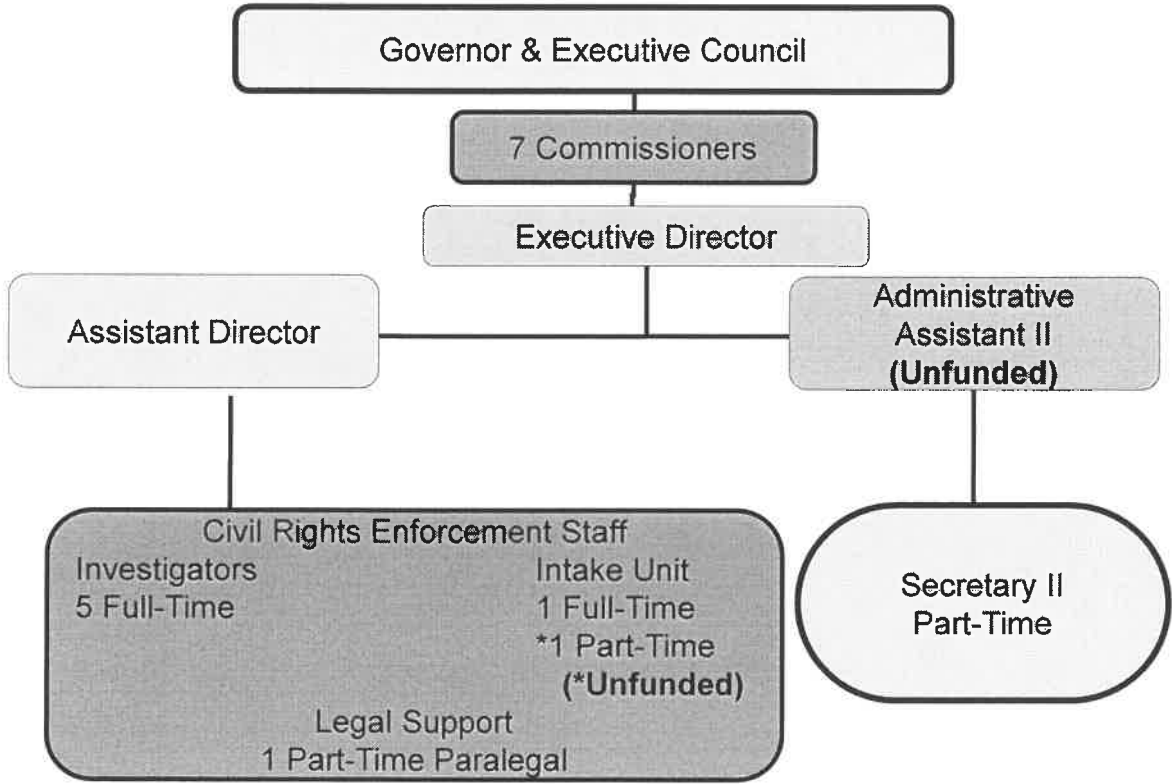 Governor & Executive Council
7 Commissioners
Executive Director
Assistant Director
Administrative
Assistant II
(Unfunded)
Civil Rights Enforcement Staff
Investigators
5 Full-Time
Intake Unit
1 Full-Time
*1 Part-Time
(*Unfunded)
Legal Support
1 Part-Time Paralegal
Secretary II
Part-Time